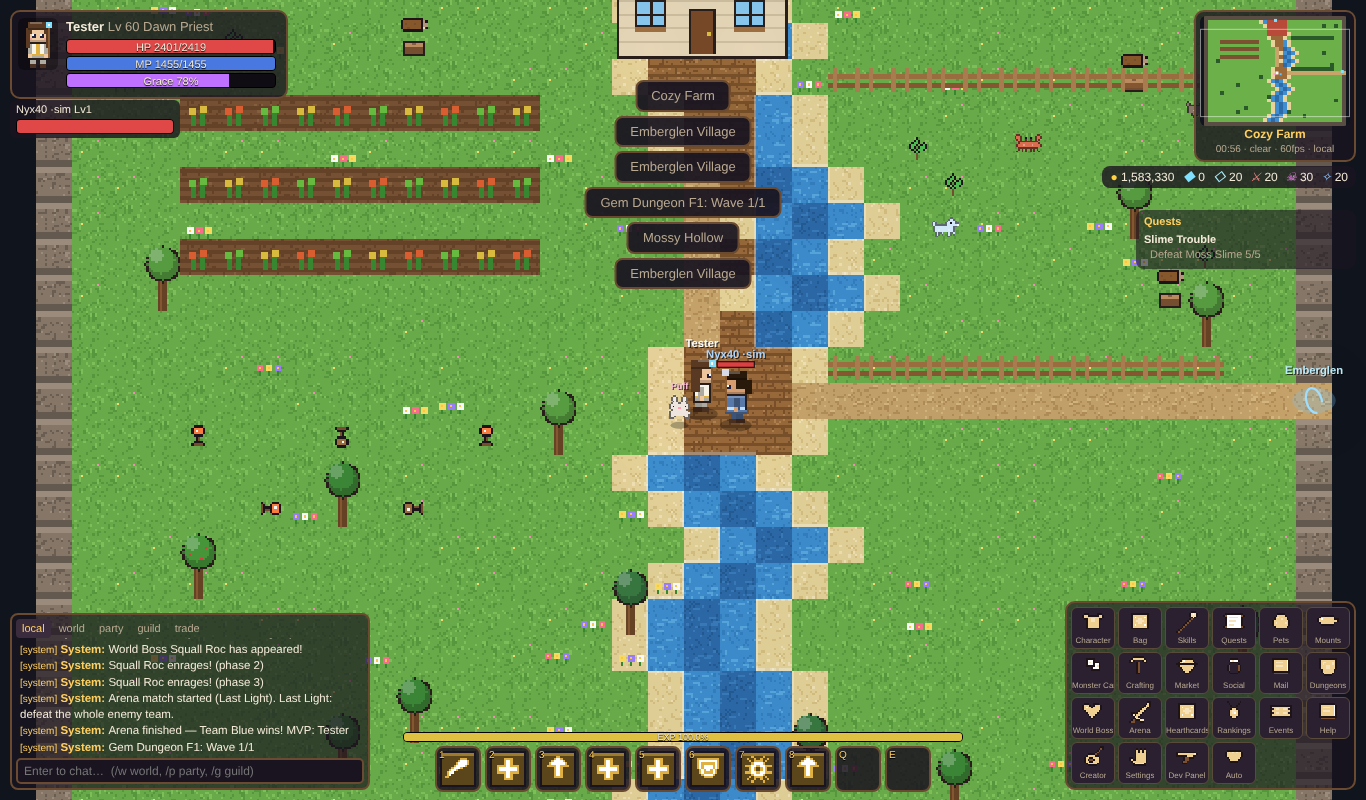 Tester Lv 60 Dawn Priest
HP 2401/2419
MP 1455/1455
Grace 78%
Nyx40 ·sim Lv1
Cozy Farm
Emberglen Village
Emberglen Village
Gem Dungeon F1: Wave 1/1
Mossy Hollow
Emberglen Village
Cozy Farm
00:56 · clear · 60fps · local
1,583,330 0 20 20 30 20
Quests
Slime Trouble
Defeat Moss Slime 5/5
Tester
Nyx40 ·sim
Puff
Emberglen
local world party guild trade
[system] System: World Boss Squall Roc has appeared!
[system] System: Squall Roc enrages! (phase 2)
[system] System: Squall Roc enrages! (phase 3)
[system] System: Arena match started (Last Light). Last Light:
defeat the whole enemy team.
[system] System: Arena finished — Team Blue wins! MVP: Tester
[system] System: Gem Dungeon F1: Wave 1/1
Enter to chat… (/w world, /p party, /g guild)
EXP 100.0%
1 2 3 4 5 6 7 8 Q E
Character Bag Skills Quests Pets Mounts
Monster Ca Crafting Market Social Mail Dungeons
World Boss Arena Heartcards Rankings Events Help
Creator Settings Dev Panel Auto